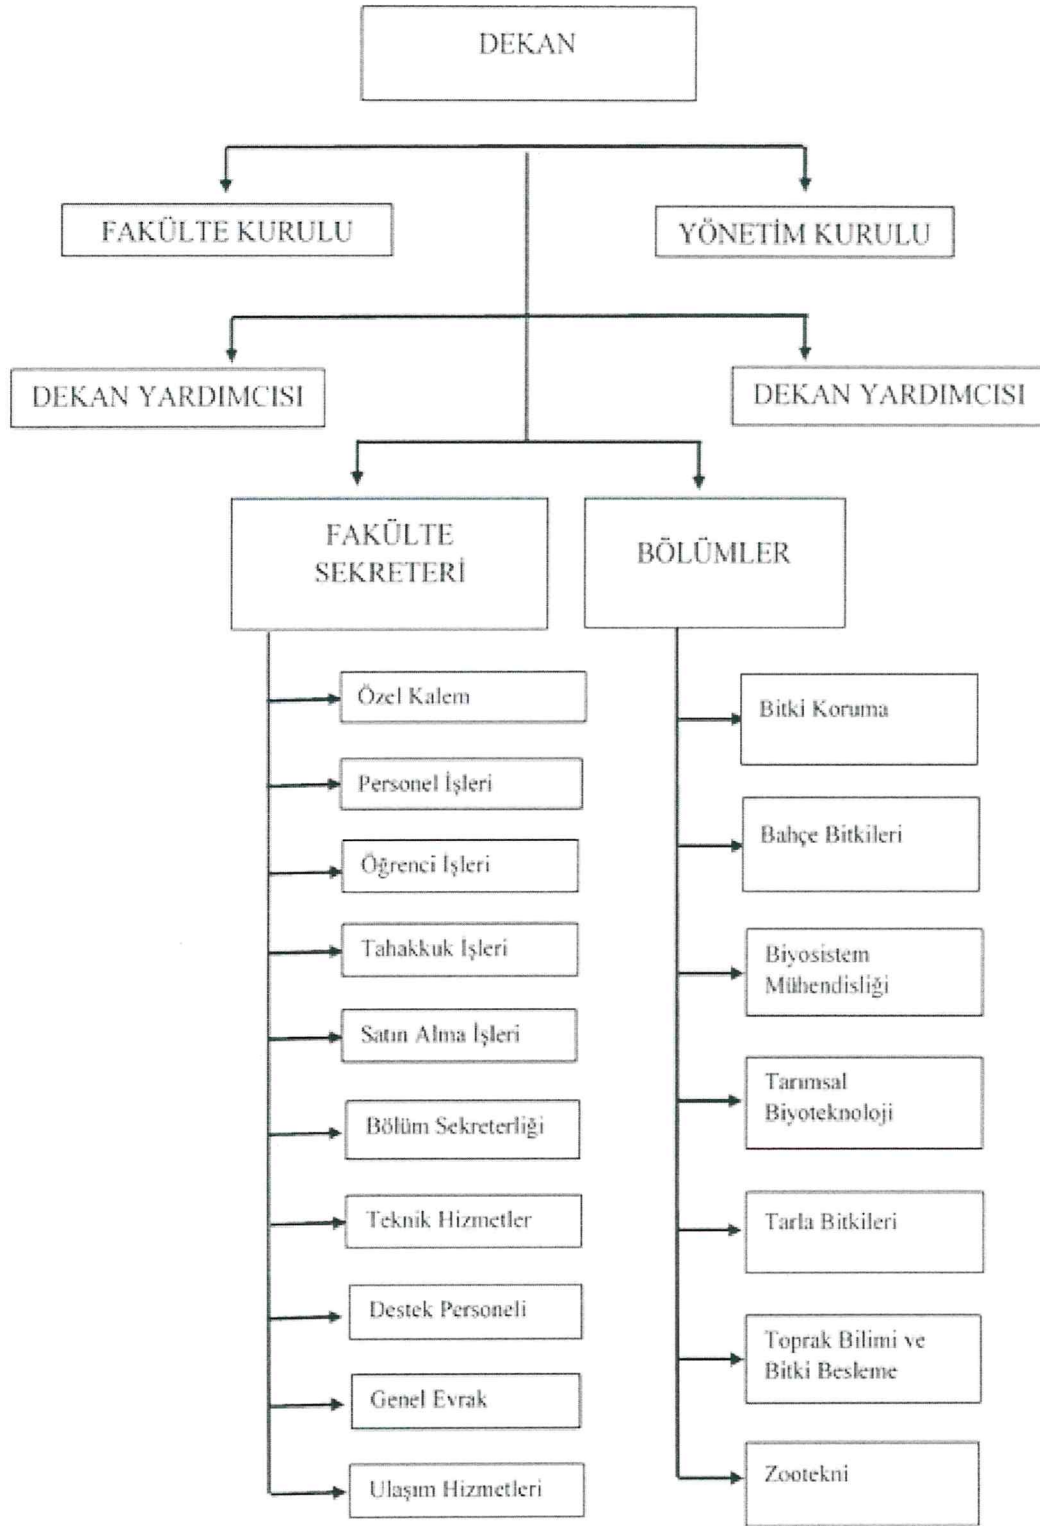 DEKAN
FAKÜLTE KURULU
YÖNETİM KURULU
DEKAN YARDIMCISI
DEKAN YARDIMCISI
FAKÜLTE
SEKRETERİ
BÖLÜMLER
Özel Kalem
Personel İşleri
Öğrenci İşleri
Tahakkuk İşleri
Satın Alma İşleri
Bölüm Sekreterliği
Teknik Hizmetler
Destek Personeli
Genel Evrak
Ulaşım Hizmetleri
Bitki Koruma
Bahçe Bitkileri
Biyosistem
Mühendisliği
Tarımsal
Biyoteknoloji
Tarla Bitkileri
Toprak Bilimi ve
Bitki Besleme
Zootekni